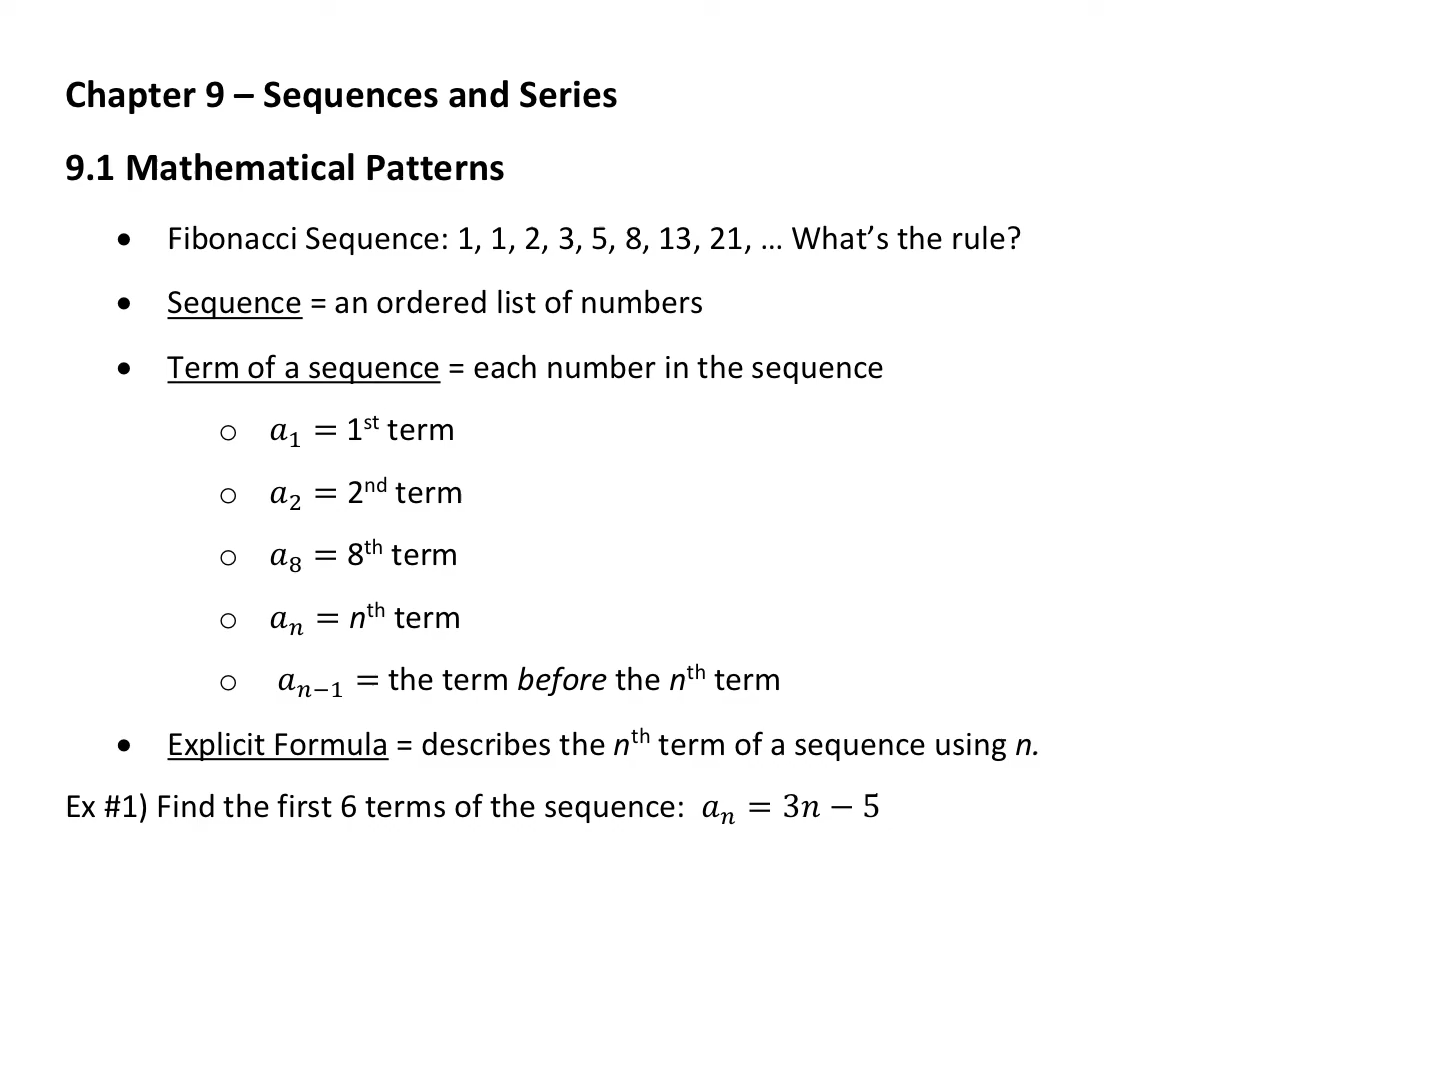 Chapter 9 – Sequences and Series
9.1 Mathematical Patterns
• Fibonacci Sequence: 1, 1, 2, 3, 5, 8, 13, 21, … What’s the rule?
• Sequence = an ordered list of numbers
• Term of a sequence = each number in the sequence
○ a₁ = 1ˢᵗ term
○ a₂ = 2ⁿᵈ term
○ a₈ = 8ᵗʰ term
○ aₙ = nᵗʰ term
○ aₙ₋₁ = the term before the nᵗʰ term
• Explicit Formula = describes the nᵗʰ term of a sequence using n.
Ex #1) Find the first 6 terms of the sequence: aₙ = 3n − 5